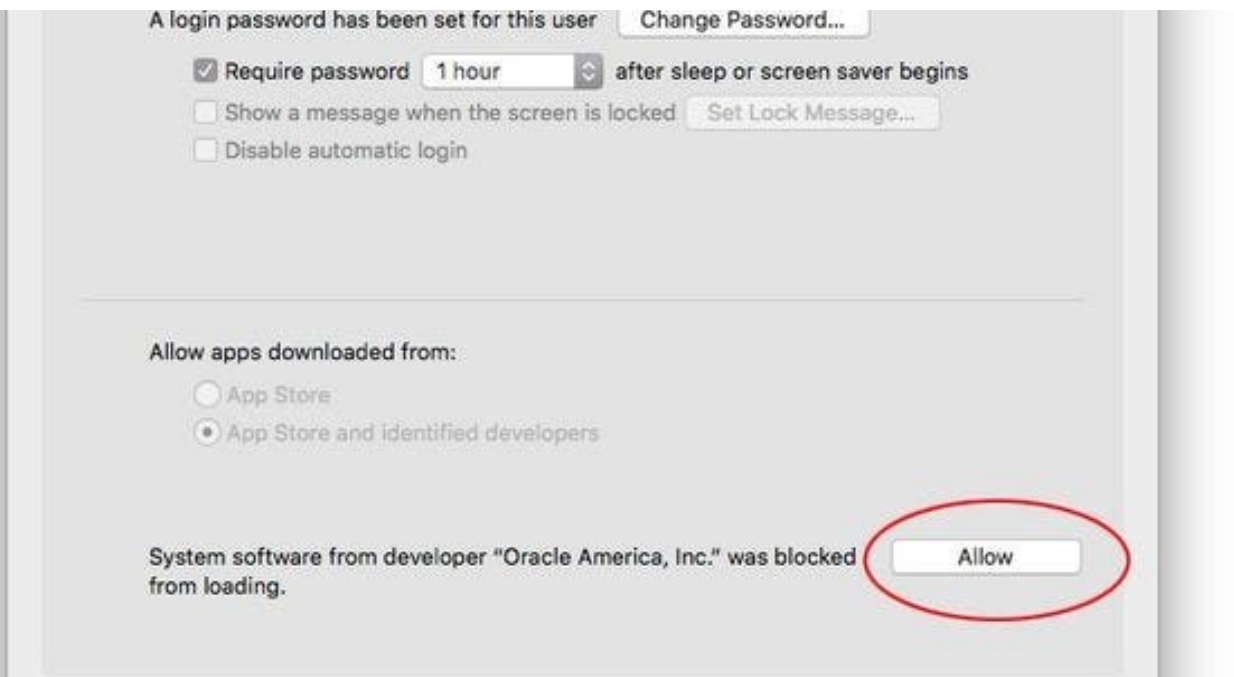 A login password has been set for this user Change Password...
Require password 1 hour after sleep or screen saver begins
Show a message when the screen is locked Set Lock Message...
Disable automatic login
Allow apps downloaded from:
App Store
App Store and identified developers
System software from developer “Oracle America, Inc.” was blocked Allow
from loading.